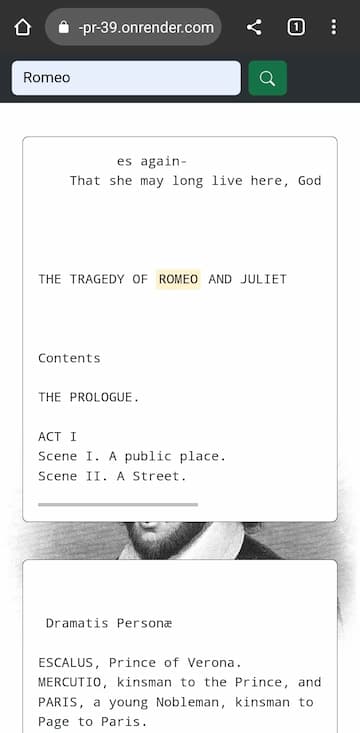 -pr-39.onrender.com
1
Romeo
es again-
That she may long live here, God
THE TRAGEDY OF ROMEO AND JULIET
Contents
THE PROLOGUE.
ACT I
Scene I. A public place.
Scene II. A Street.
Dramatis Personæ
ESCALUS, Prince of Verona.
MERCUTIO, kinsman to the Prince, and
PARIS, a young Nobleman, kinsman to
Page to Paris.